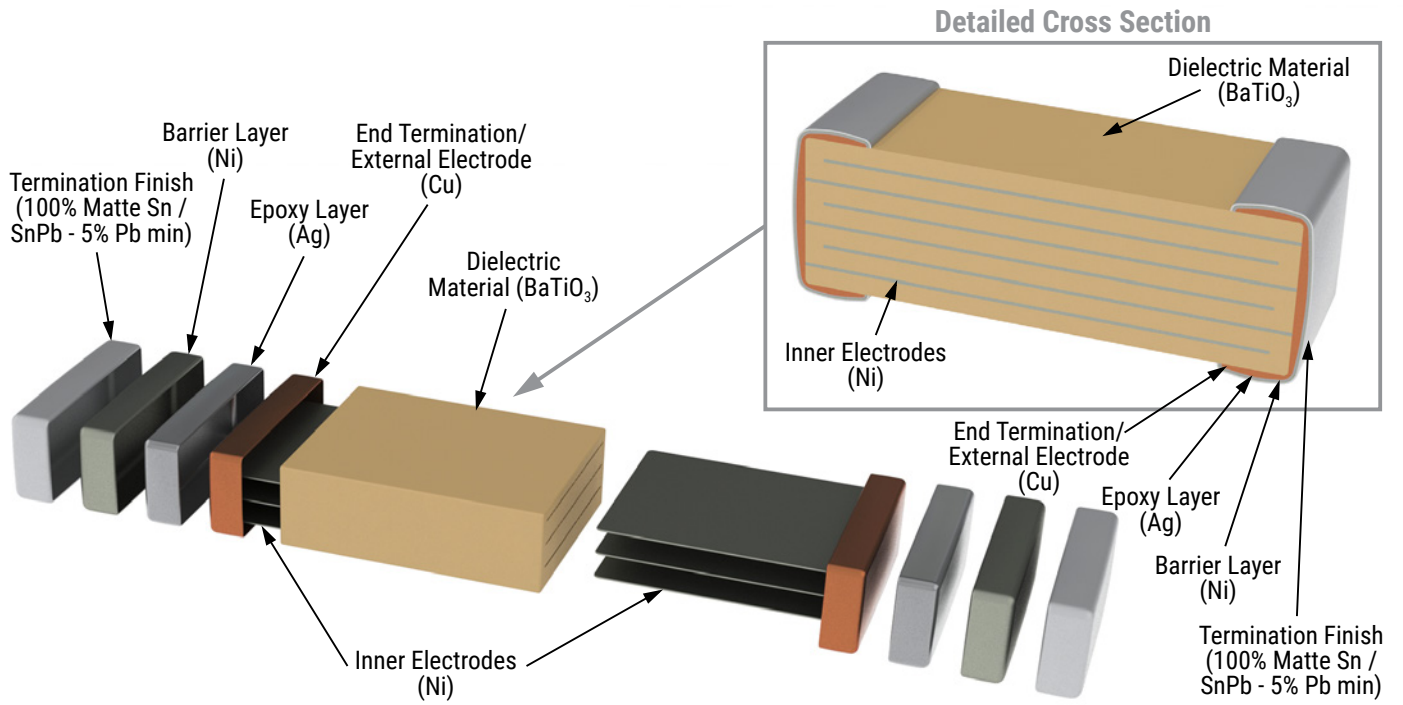 Detailed Cross Section
Dielectric Material
(BaTiO₃)
Inner Electrodes
(Ni)
End Termination/
External Electrode
(Cu)
Epoxy Layer
(Ag)
Barrier Layer
(Ni)
Termination Finish
(100% Matte Sn /
SnPb - 5% Pb min)
Termination Finish
(100% Matte Sn /
SnPb - 5% Pb min)
Barrier Layer
(Ni)
Epoxy Layer
(Ag)
End Termination/
External Electrode
(Cu)
Dielectric
Material (BaTiO₃)
Inner Electrodes
(Ni)